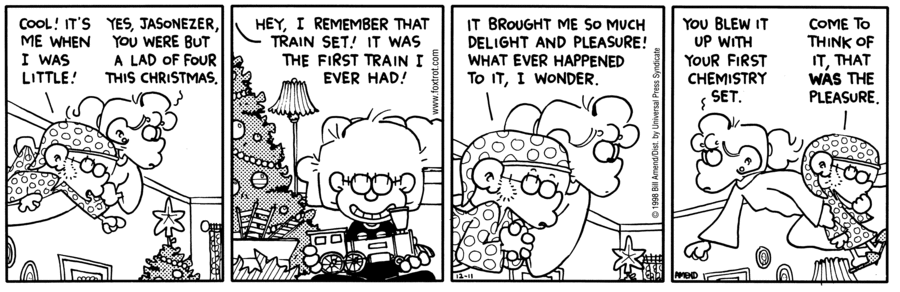 COOL! IT'S
ME WHEN
I WAS
LITTLE!
YES, JASONEZER,
YOU WERE BUT
A LAD OF FOUR
THIS CHRISTMAS.
HEY, I REMEMBER THAT
TRAIN SET! IT WAS
THE FIRST TRAIN I
EVER HAD!
www.foxtrot.com
IT BROUGHT ME SO MUCH
DELIGHT AND PLEASURE!
WHAT EVER HAPPENED
TO IT, I WONDER.
12-11
© 1998 Bill Amend/Dist. by Universal Press Syndicate
YOU BLEW IT
UP WITH
YOUR FIRST
CHEMISTRY
SET.
COME TO
THINK OF
IT, THAT
WAS THE
PLEASURE.
AMEND